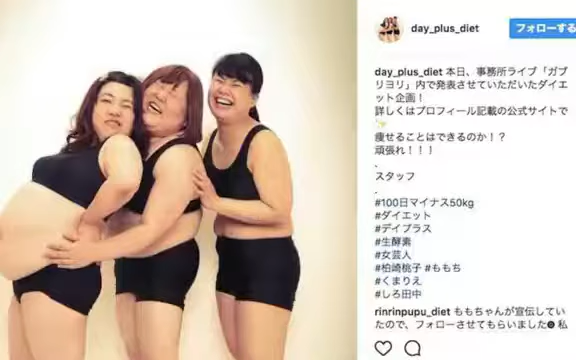 day_plus_diet
フォローする
day_plus_diet 本日、事務所ライブ「ガブ
リヨリ」内で発表させていただいたダイエ
ット企画！
詳しくはプロフィール記載の公式サイトで
✨
痩せることはできるのか！？
頑張れ！！！
.
スタッフ
.
#100日マイナス50kg
#ダイエット
#デイプラス
#生酵素
#女芸人
#柏崎桃子 #ももち
#くまりえ
#しろ田中
rinrinpupu_diet ももちゃんが宣伝してい
たので、フォローさせてもらいました☻ 私